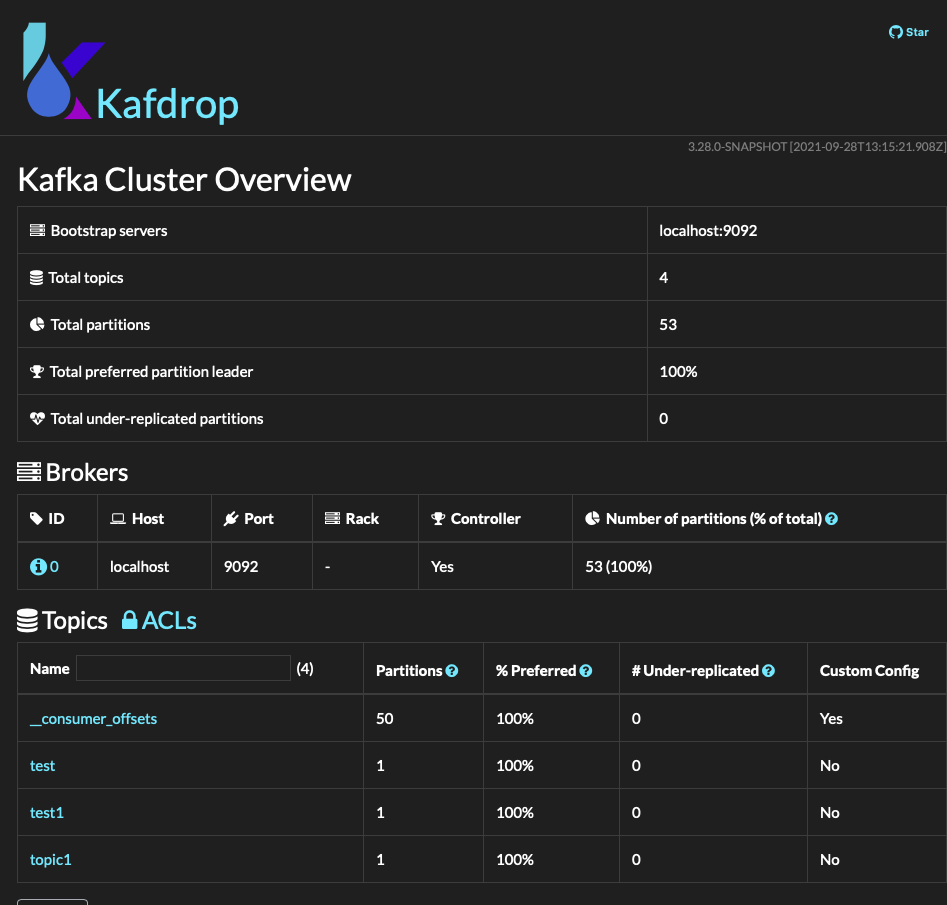 Star
Kafdrop
3.28.0-SNAPSHOT [2021-09-28T13:15:21.908Z]
Kafka Cluster Overview
Bootstrap servers localhost:9092
Total topics 4
Total partitions 53
Total preferred partition leader 100%
Total under-replicated partitions 0
Brokers
ID Host Port Rack Controller Number of partitions (% of total)
0 localhost 9092 - Yes 53 (100%)
Topics ACLs
Name (4) Partitions % Preferred # Under-replicated Custom Config
__consumer_offsets 50 100% 0 Yes
test 1 100% 0 No
test1 1 100% 0 No
topic1 1 100% 0 No